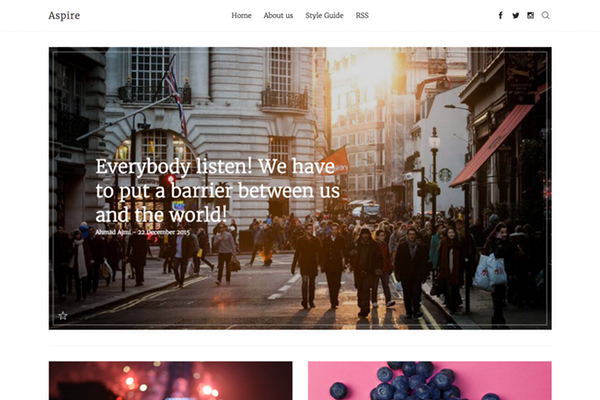 Aspire
Home About us Style Guide RSS
Everybody listen! We have
to put a barrier between us
and the world!
Ahmad Ajmi - 22 December 2015